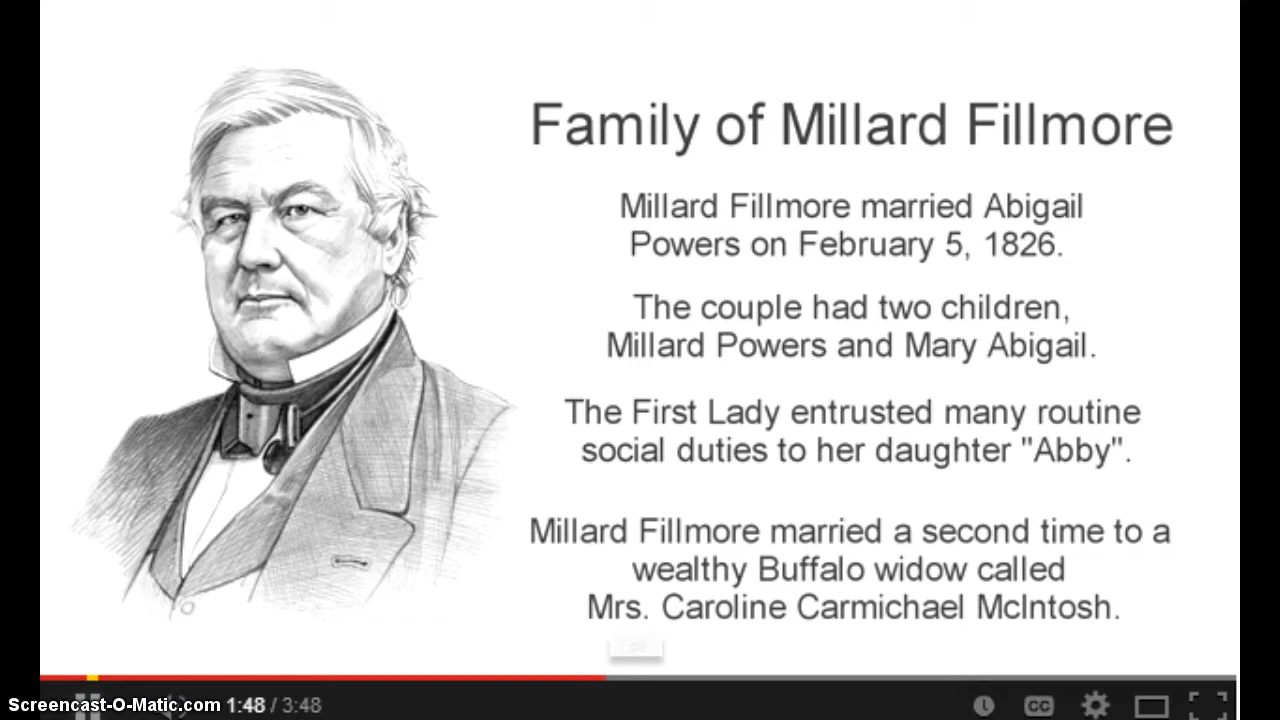 Family of Millard Fillmore
Millard Fillmore married Abigail
Powers on February 5, 1826.
The couple had two children,
Millard Powers and Mary Abigail.
The First Lady entrusted many routine
social duties to her daughter "Abby".
Millard Fillmore married a second time to a
wealthy Buffalo widow called
Mrs. Caroline Carmichael McIntosh.
Screencast-O-Matic.com 1:48 / 3:48 CC